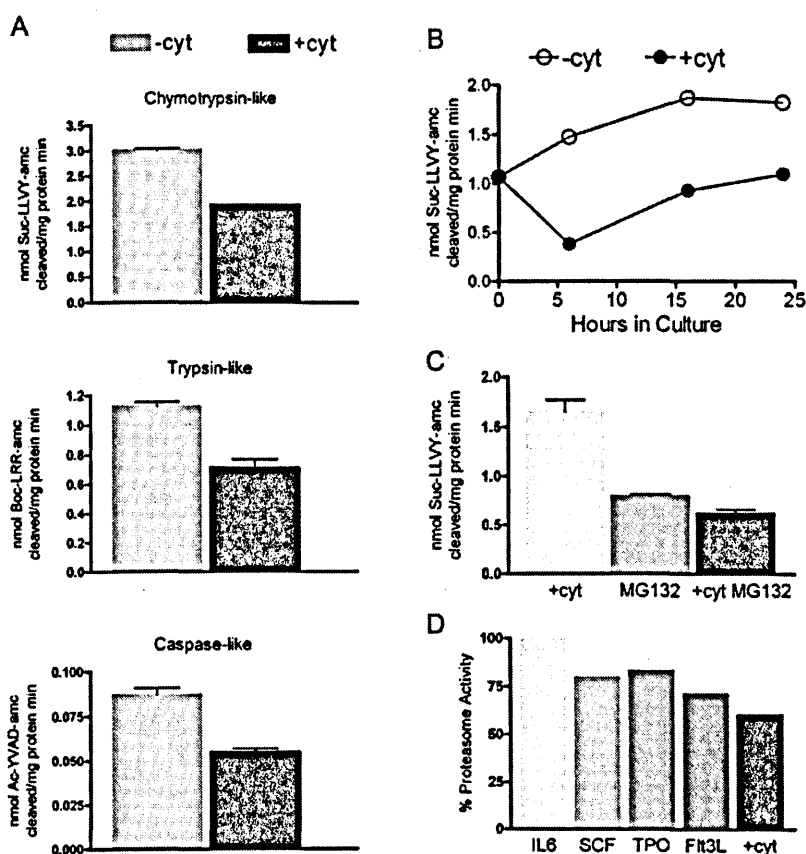 A
-cyt +cyt
Chymotrypsin-like
nmol Suc-LLVY-amc
cleaved/mg protein min
3.5
3.0
2.5
2.0
1.5
1.0
0.5
0.0
Trypsin-like
nmol Boc-LRR-amc
cleaved/mg protein min
1.2
1.0
0.8
0.6
0.4
0.2
0.0
Caspase-like
nmol Ac-YVAD-amc
cleaved/mg protein min
0.100
0.075
0.050
0.025
0.000
B
-cyt +cyt
nmol Suc-LLVY-amc
cleaved/mg protein min
2.0
1.5
1.0
0.5
0.0
0 5 10 15 20 25
Hours in Culture
C
nmol Suc-LLVY-amc
cleaved/mg protein min
2.0
1.5
1.0
0.5
0.0
+cyt MG132 +cyt MG132
D
% Proteasome Activity
100
75
50
25
0
IL6 SCF TPO Flt3L +cyt